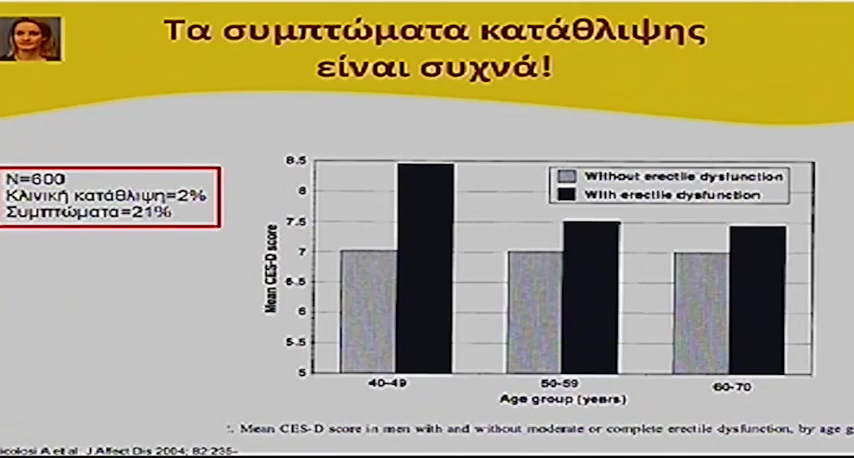 Τα συμπτώματα κατάθλιψης
είναι συχνά!
N=600
Κλινική κατάθλιψη=2%
Συμπτώματα=21%
8.5
8
7.5
7
6.5
6
5.5
5
Mean CES-D score
Without erectile dysfunction
With erectile dysfunction
40-49
50-59
60-70
Age group (years)
Mean CES-D score in men with and without moderate or complete erectile dysfunction, by age g
icolosi A et al: J Affect Dis 2004; 82:235-